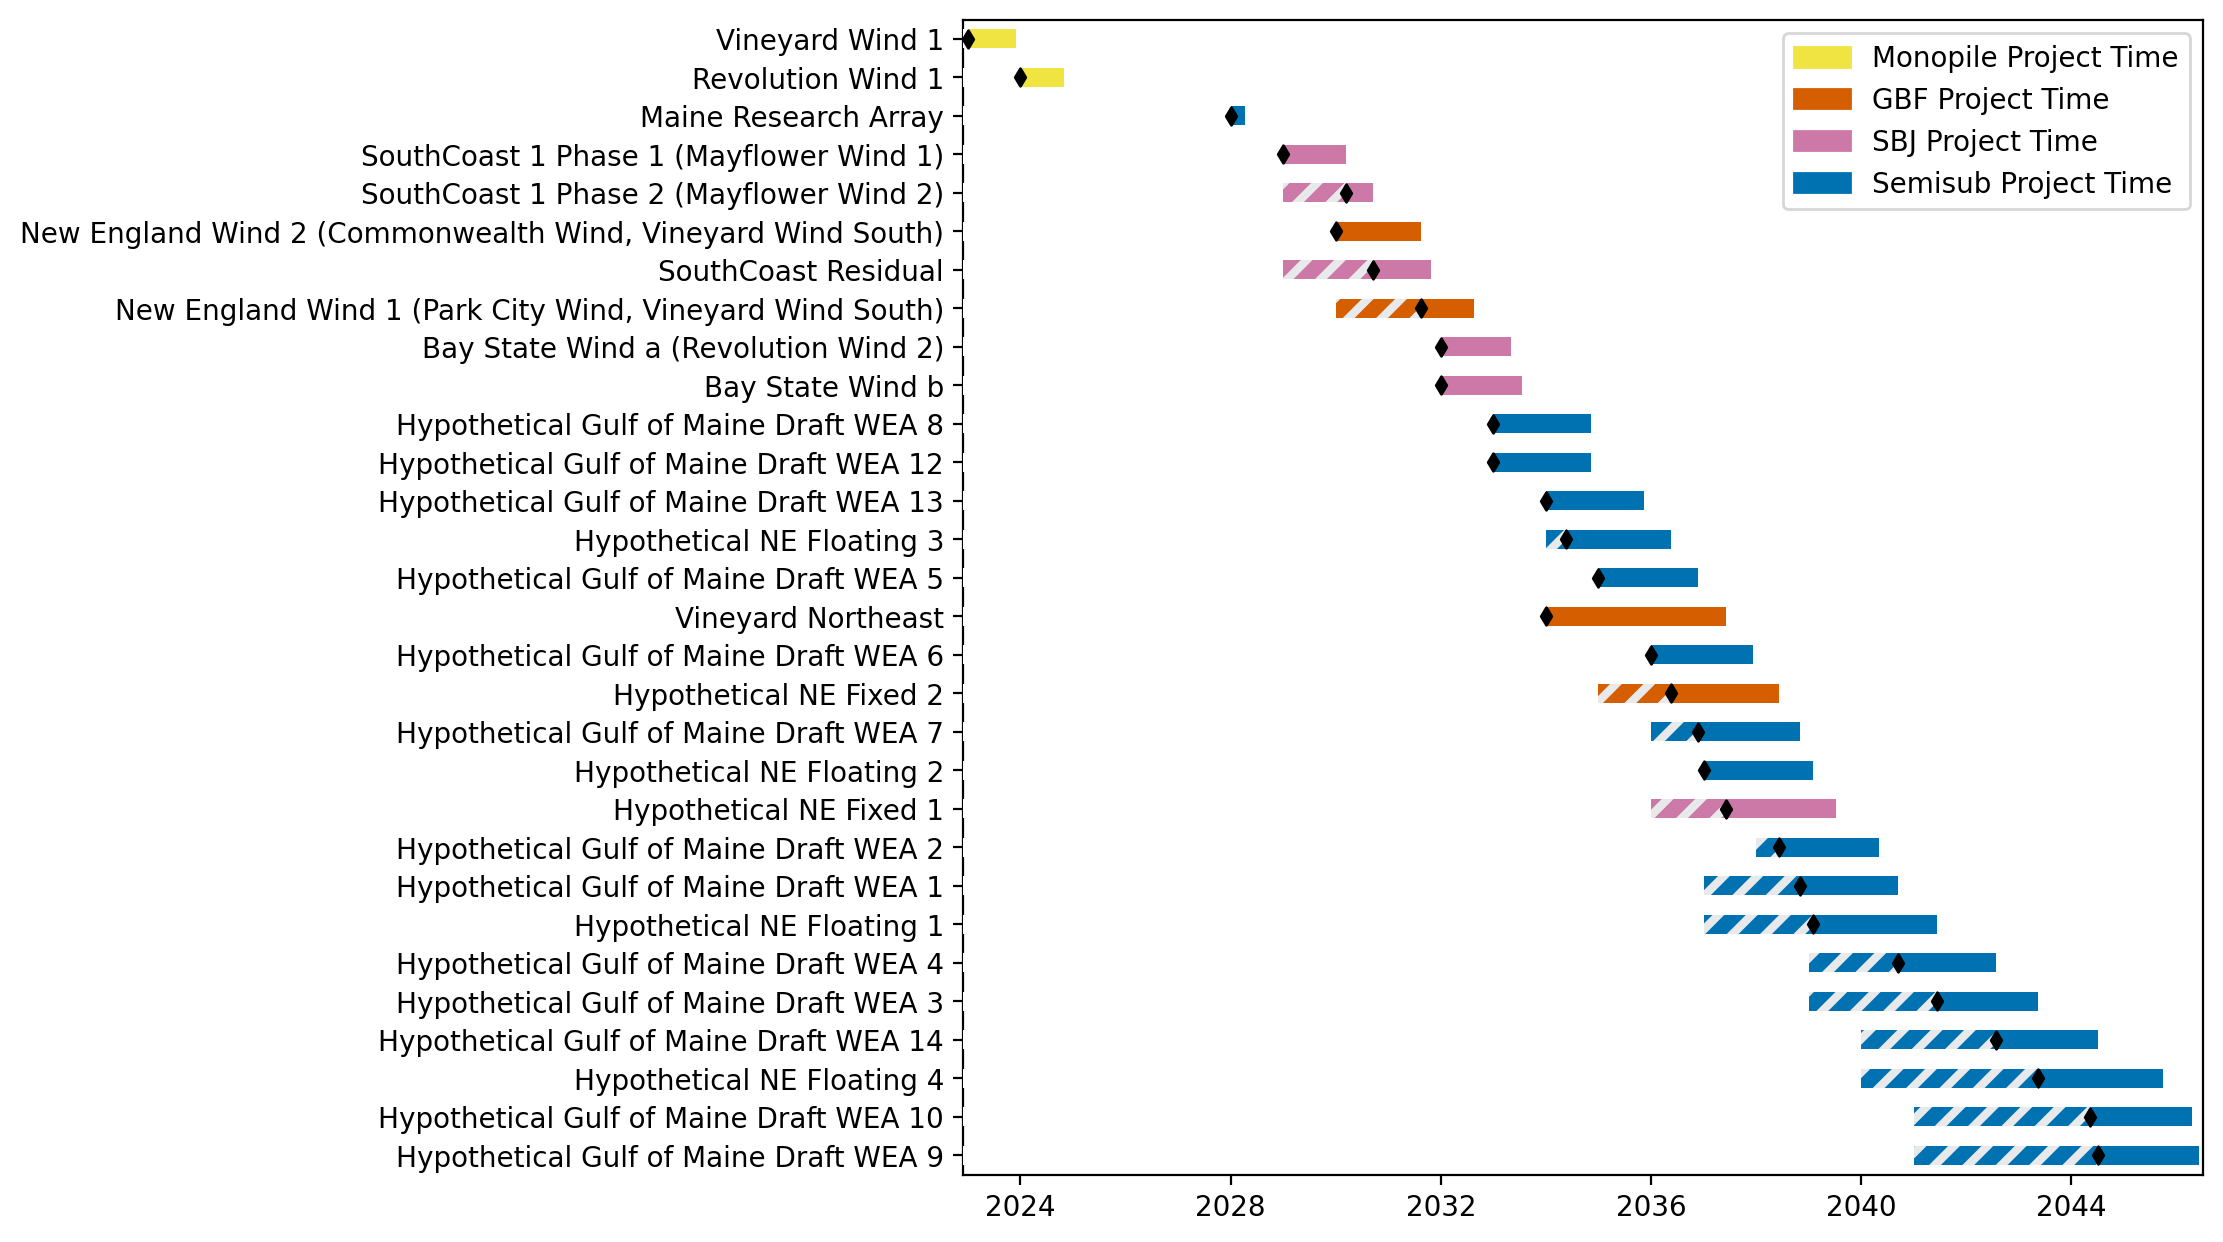 Vineyard Wind 1
Revolution Wind 1
Maine Research Array
SouthCoast 1 Phase 1 (Mayflower Wind 1)
SouthCoast 1 Phase 2 (Mayflower Wind 2)
New England Wind 2 (Commonwealth Wind, Vineyard Wind South)
SouthCoast Residual
New England Wind 1 (Park City Wind, Vineyard Wind South)
Bay State Wind a (Revolution Wind 2)
Bay State Wind b
Hypothetical Gulf of Maine Draft WEA 8
Hypothetical Gulf of Maine Draft WEA 12
Hypothetical Gulf of Maine Draft WEA 13
Hypothetical NE Floating 3
Hypothetical Gulf of Maine Draft WEA 5
Vineyard Northeast
Hypothetical Gulf of Maine Draft WEA 6
Hypothetical NE Fixed 2
Hypothetical Gulf of Maine Draft WEA 7
Hypothetical NE Floating 2
Hypothetical NE Fixed 1
Hypothetical Gulf of Maine Draft WEA 2
Hypothetical Gulf of Maine Draft WEA 1
Hypothetical NE Floating 1
Hypothetical Gulf of Maine Draft WEA 4
Hypothetical Gulf of Maine Draft WEA 3
Hypothetical Gulf of Maine Draft WEA 14
Hypothetical NE Floating 4
Hypothetical Gulf of Maine Draft WEA 10
Hypothetical Gulf of Maine Draft WEA 9
Monopile Project Time
GBF Project Time
SBJ Project Time
Semisub Project Time
2024 2028 2032 2036 2040 2044